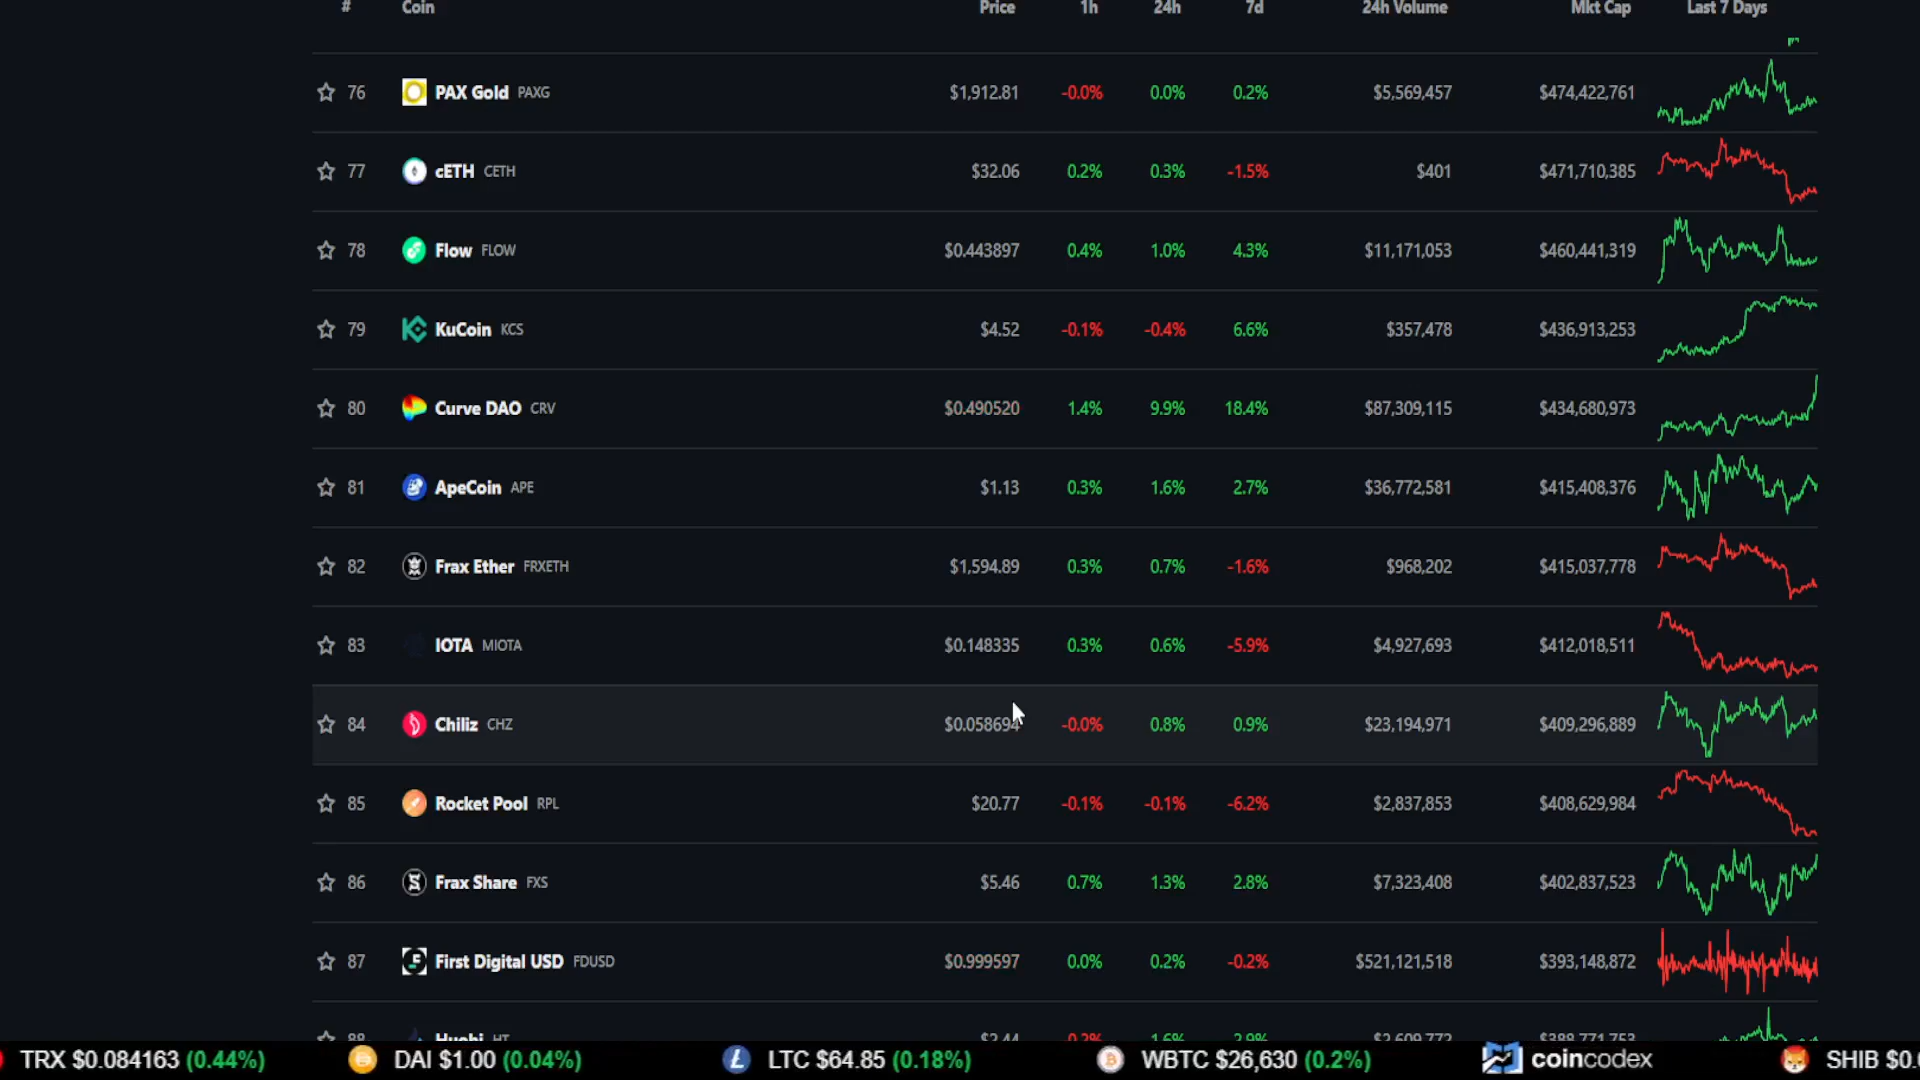 # Coin Price 1h 24h 7d 24h Volume Mkt Cap Last 7 Days
76 PAX Gold PAXG $1,912.81 -0.0% 0.0% 0.2% $5,569,457 $474,422,761
77 cETH CETH $32.06 0.2% 0.3% -1.5% $401 $471,710,385
78 Flow FLOW $0.443897 0.4% 1.0% 4.3% $11,171,053 $460,441,319
79 KuCoin KCS $4.52 -0.1% -0.4% 6.6% $357,478 $436,913,253
80 Curve DAO CRV $0.490520 1.4% 9.9% 18.4% $87,309,115 $434,680,973
81 ApeCoin APE $1.13 0.3% 1.6% 2.7% $36,772,581 $415,408,376
82 Frax Ether FRXETH $1,594.89 0.3% 0.7% -1.6% $968,202 $415,037,778
83 IOTA MIOTA $0.148335 0.3% 0.6% -5.9% $4,927,693 $412,018,511
84 Chiliz CHZ $0.058694 -0.0% 0.8% 0.9% $23,194,971 $409,296,889
85 Rocket Pool RPL $20.77 -0.1% -0.1% -6.2% $2,837,853 $408,629,984
86 Frax Share FXS $5.46 0.7% 1.3% 2.8% $7,323,408 $402,837,523
87 First Digital USD FDUSD $0.999597 0.0% 0.2% -0.2% $521,121,518 $393,148,872
88 Huobi HT
TRX $0.084163 (0.44%) DAI $1.00 (0.04%) LTC $64.85 (0.18%) WBTC $26,630 (0.2%) coincodex SHIB $0.